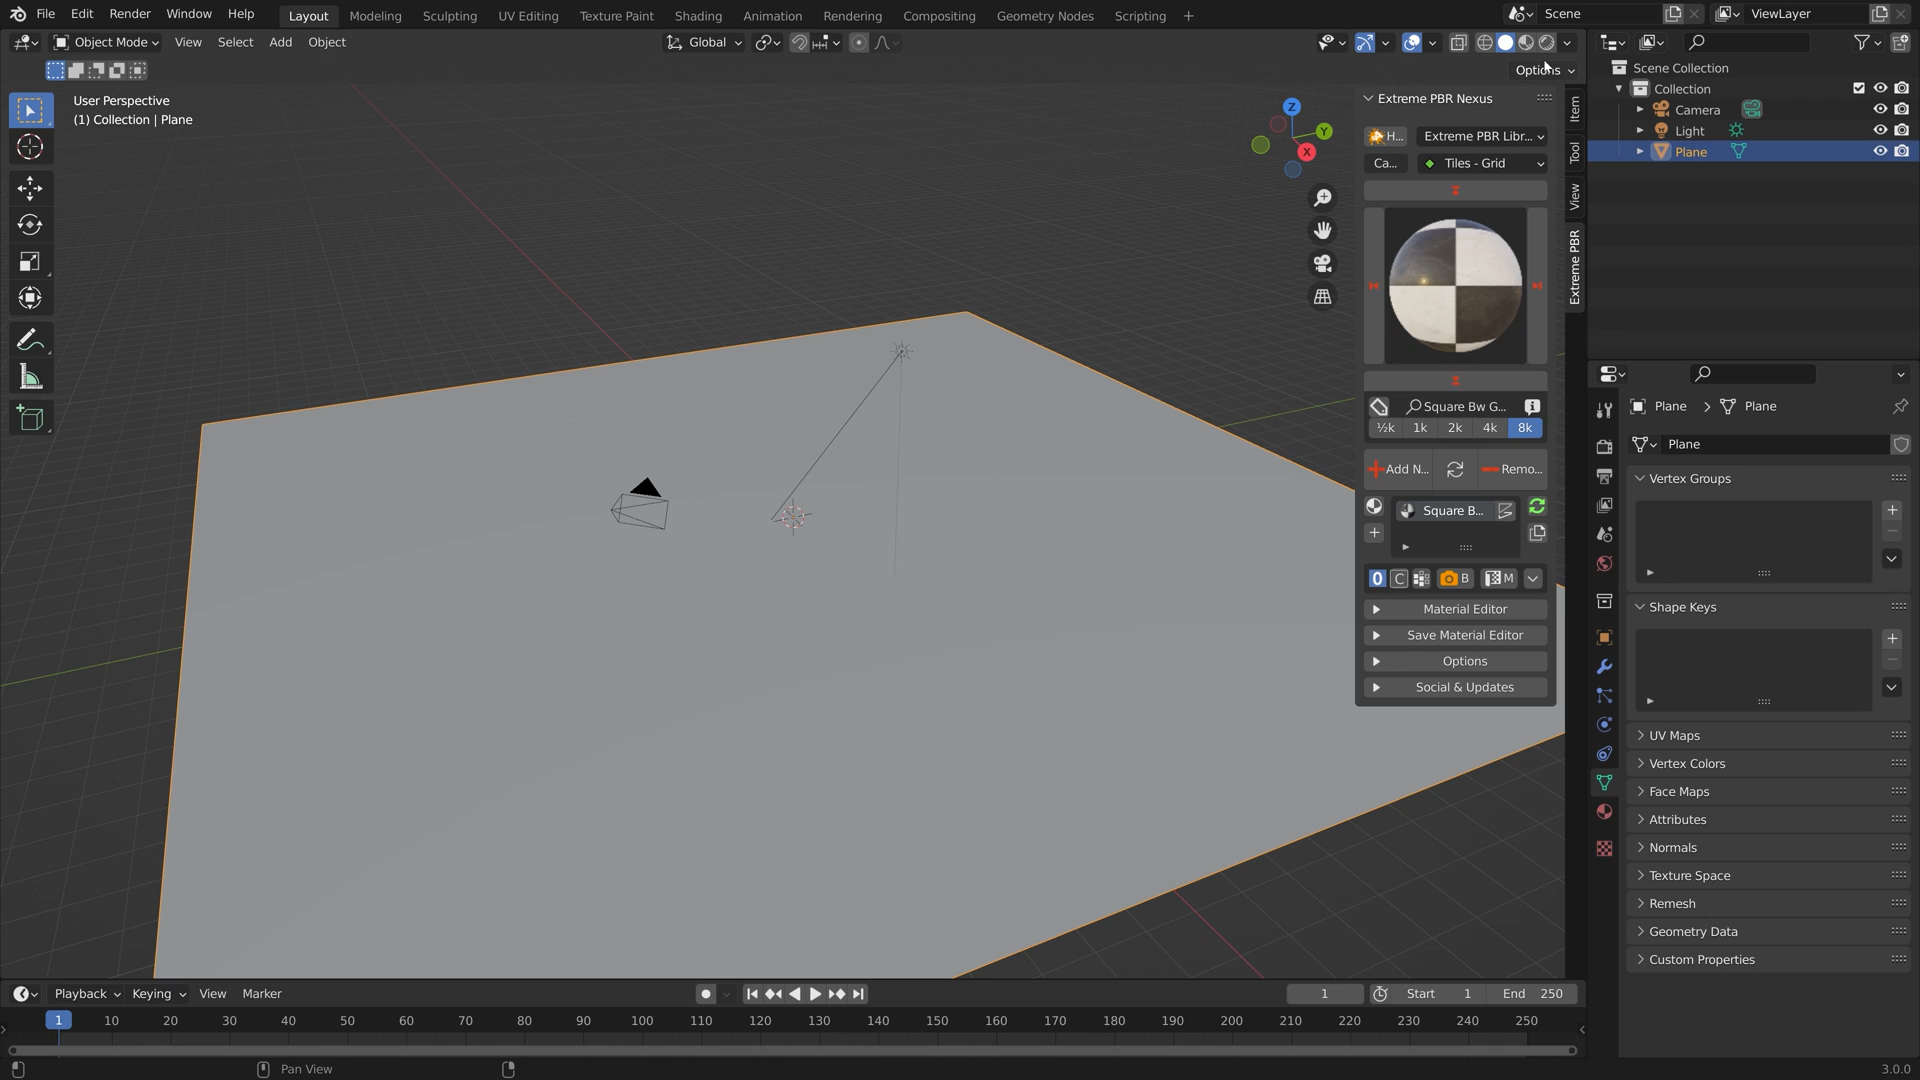 File Edit Render Window Help Layout Modeling Sculpting UV Editing Texture Paint Shading Animation Rendering Compositing Geometry Nodes Scripting + Scene ViewLayer
Object Mode View Select Add Object Global
Options
User Perspective
(1) Collection | Plane
Z
Y
X
Extreme PBR Nexus
H... Extreme PBR Libr...
Ca... Tiles - Grid
Square Bw G...
½k 1k 2k 4k 8k
Add N... Remo...
Square B...
0 C B M
Material Editor
Save Material Editor
Options
Social & Updates
Item
Tool
View
Extreme PBR
Scene Collection
Collection
Camera
Light
Plane
Plane > Plane
Plane
Vertex Groups
Shape Keys
UV Maps
Vertex Colors
Face Maps
Attributes
Normals
Texture Space
Remesh
Geometry Data
Custom Properties
Playback Keying View Marker 1 Start 1 End 250
1 10 20 30 40 50 60 70 80 90 100 110 120 130 140 150 160 170 180 190 200 210 220 230 240 250
Pan View 3.0.0